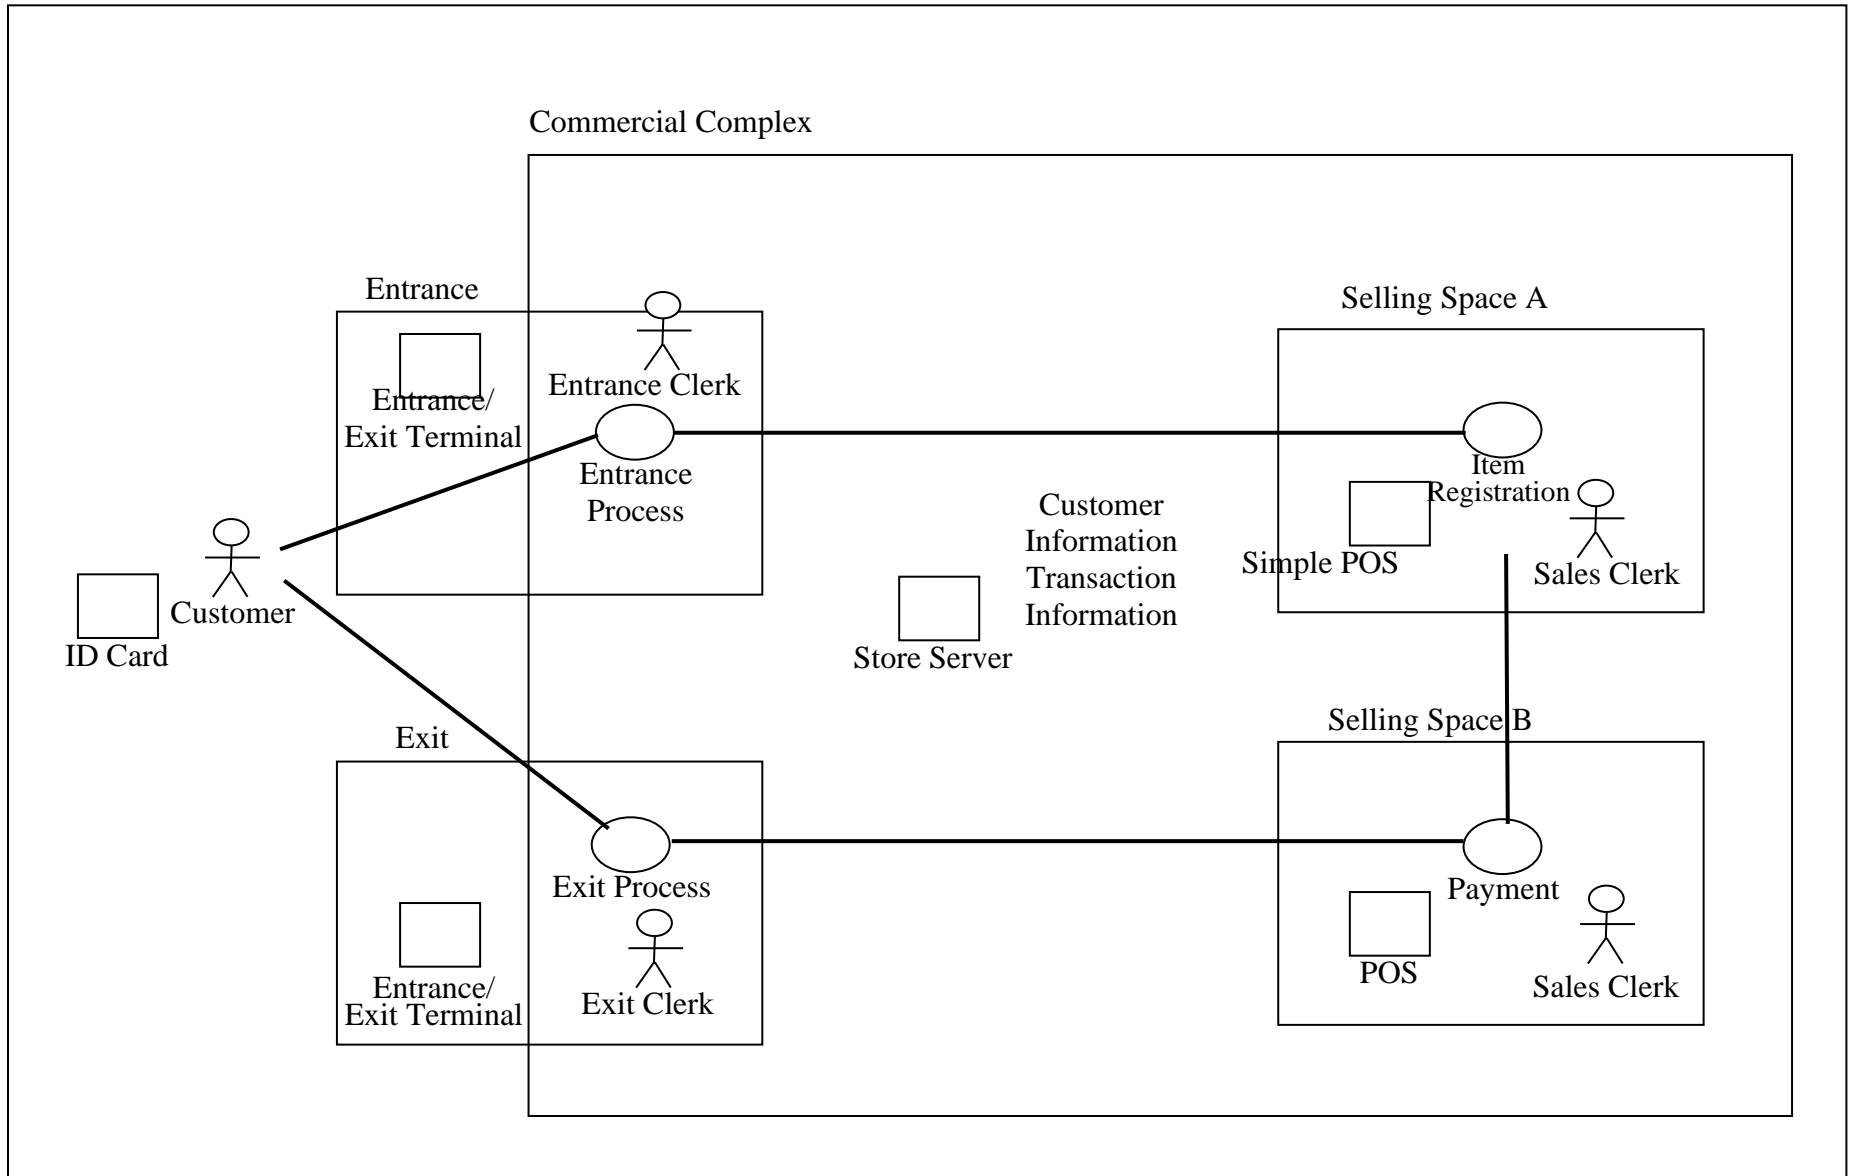 Commercial Complex
Entrance
Entrance Clerk
Entrance/
Exit Terminal
Entrance
Process
Selling Space A
Item
Registration
Simple POS
Sales Clerk
Customer
Information
Transaction
Information
Store Server
Customer
ID Card
Exit
Exit Process
Entrance/
Exit Terminal
Exit Clerk
Selling Space B
Payment
POS
Sales Clerk